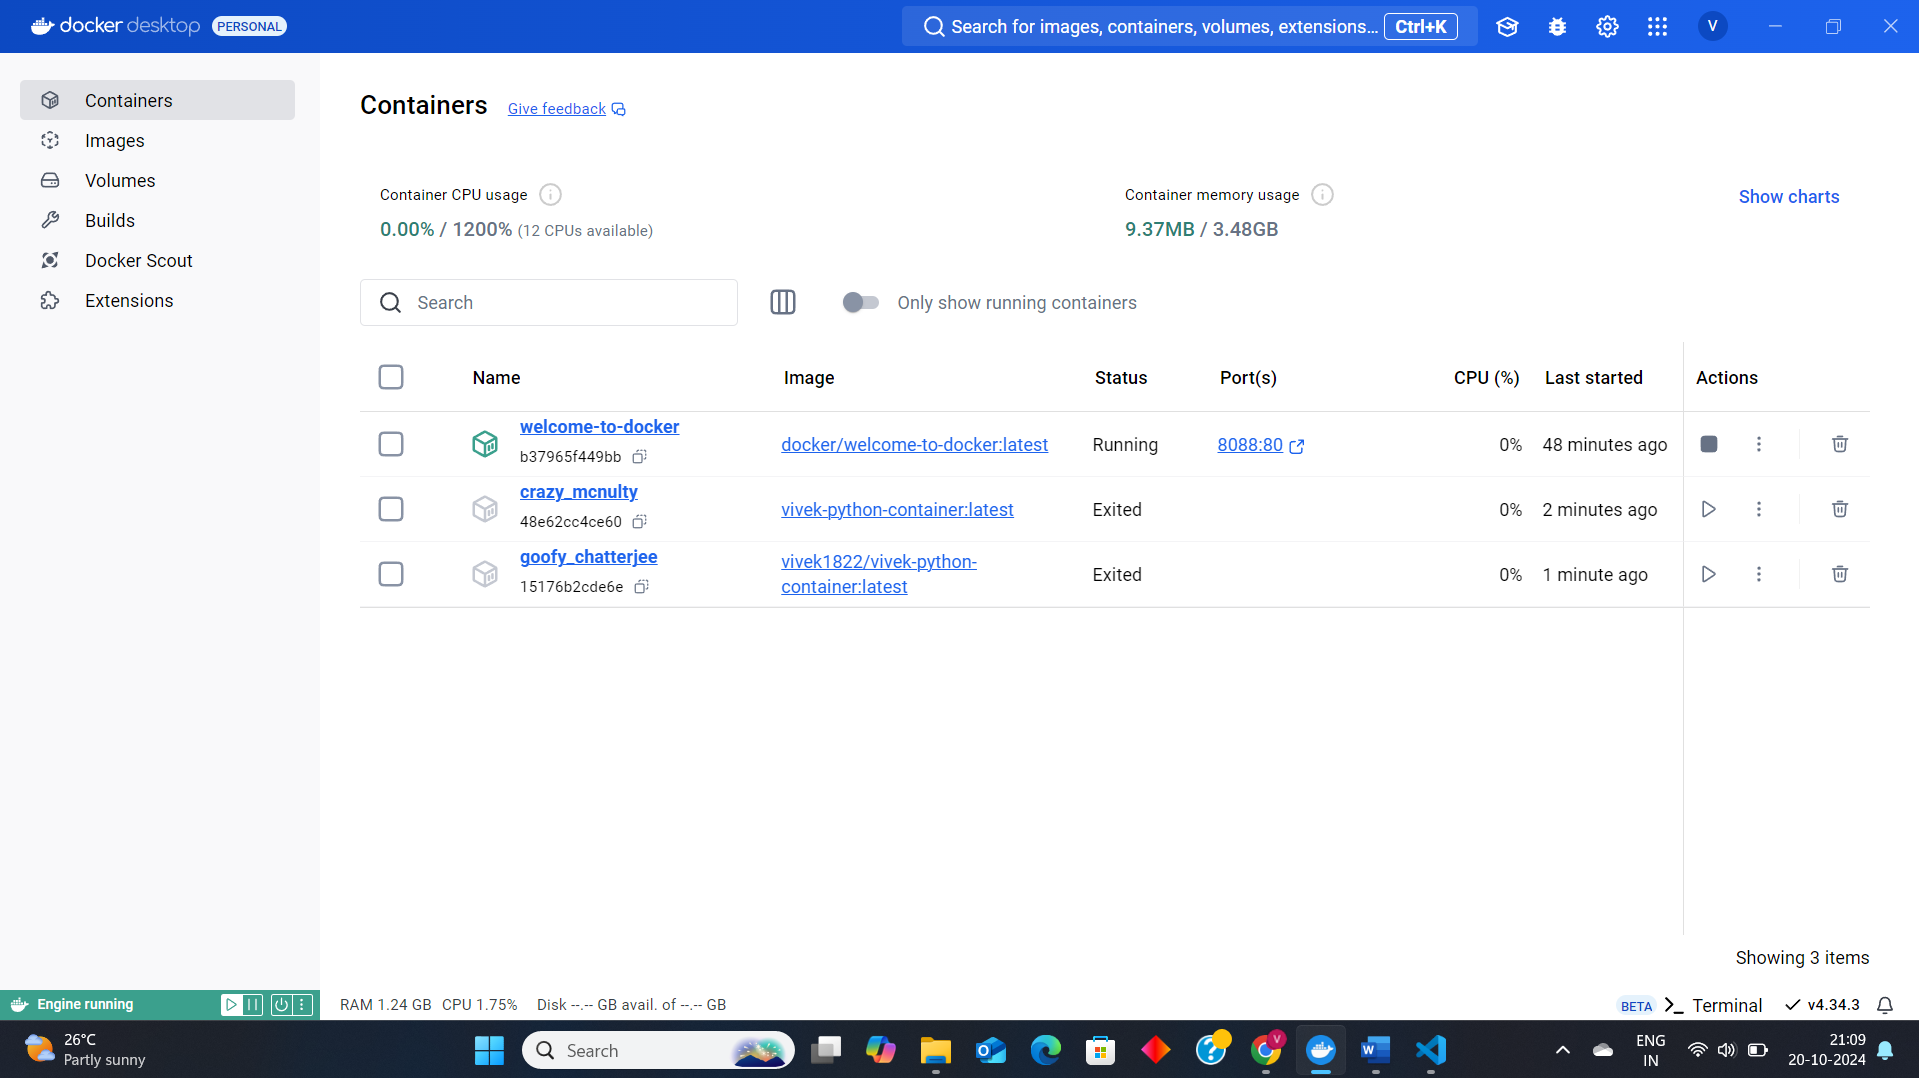 docker desktop PERSONAL
Search for images, containers, volumes, extensions... Ctrl+K
V
Containers
Images
Volumes
Builds
Docker Scout
Extensions
Containers Give feedback
Container CPU usage
0.00% / 1200% (12 CPUs available)
Container memory usage
9.37MB / 3.48GB
Show charts
Search
Only show running containers
Name Image Status Port(s) CPU (%) Last started Actions
welcome-to-docker
b37965f449bb
docker/welcome-to-docker:latest Running 8088:80 0% 48 minutes ago
crazy_mcnulty
48e62cc4ce60
vivek-python-container:latest Exited 0% 2 minutes ago
goofy_chatterjee
15176b2cde6e
vivek1822/vivek-python-
container:latest
Exited 0% 1 minute ago
Showing 3 items
Engine running
RAM 1.24 GB CPU 1.75% Disk --.-- GB avail. of --.-- GB
BETA Terminal v4.34.3
26°C
Partly sunny
Search
V
ENG
IN
21:09
20-10-2024